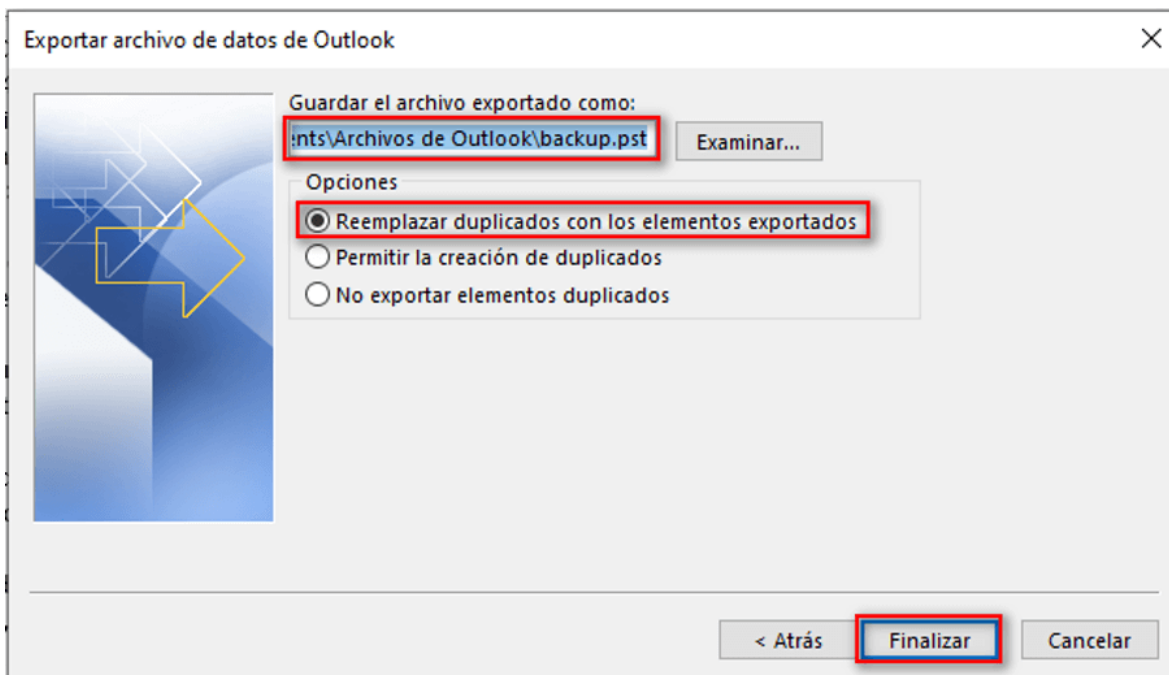 Exportar archivo de datos de Outlook
Guardar el archivo exportado como:
nts\Archivos de Outlook\backup.pst
Examinar...
Opciones
Reemplazar duplicados con los elementos exportados
Permitir la creación de duplicados
No exportar elementos duplicados
< Atrás
Finalizar
Cancelar